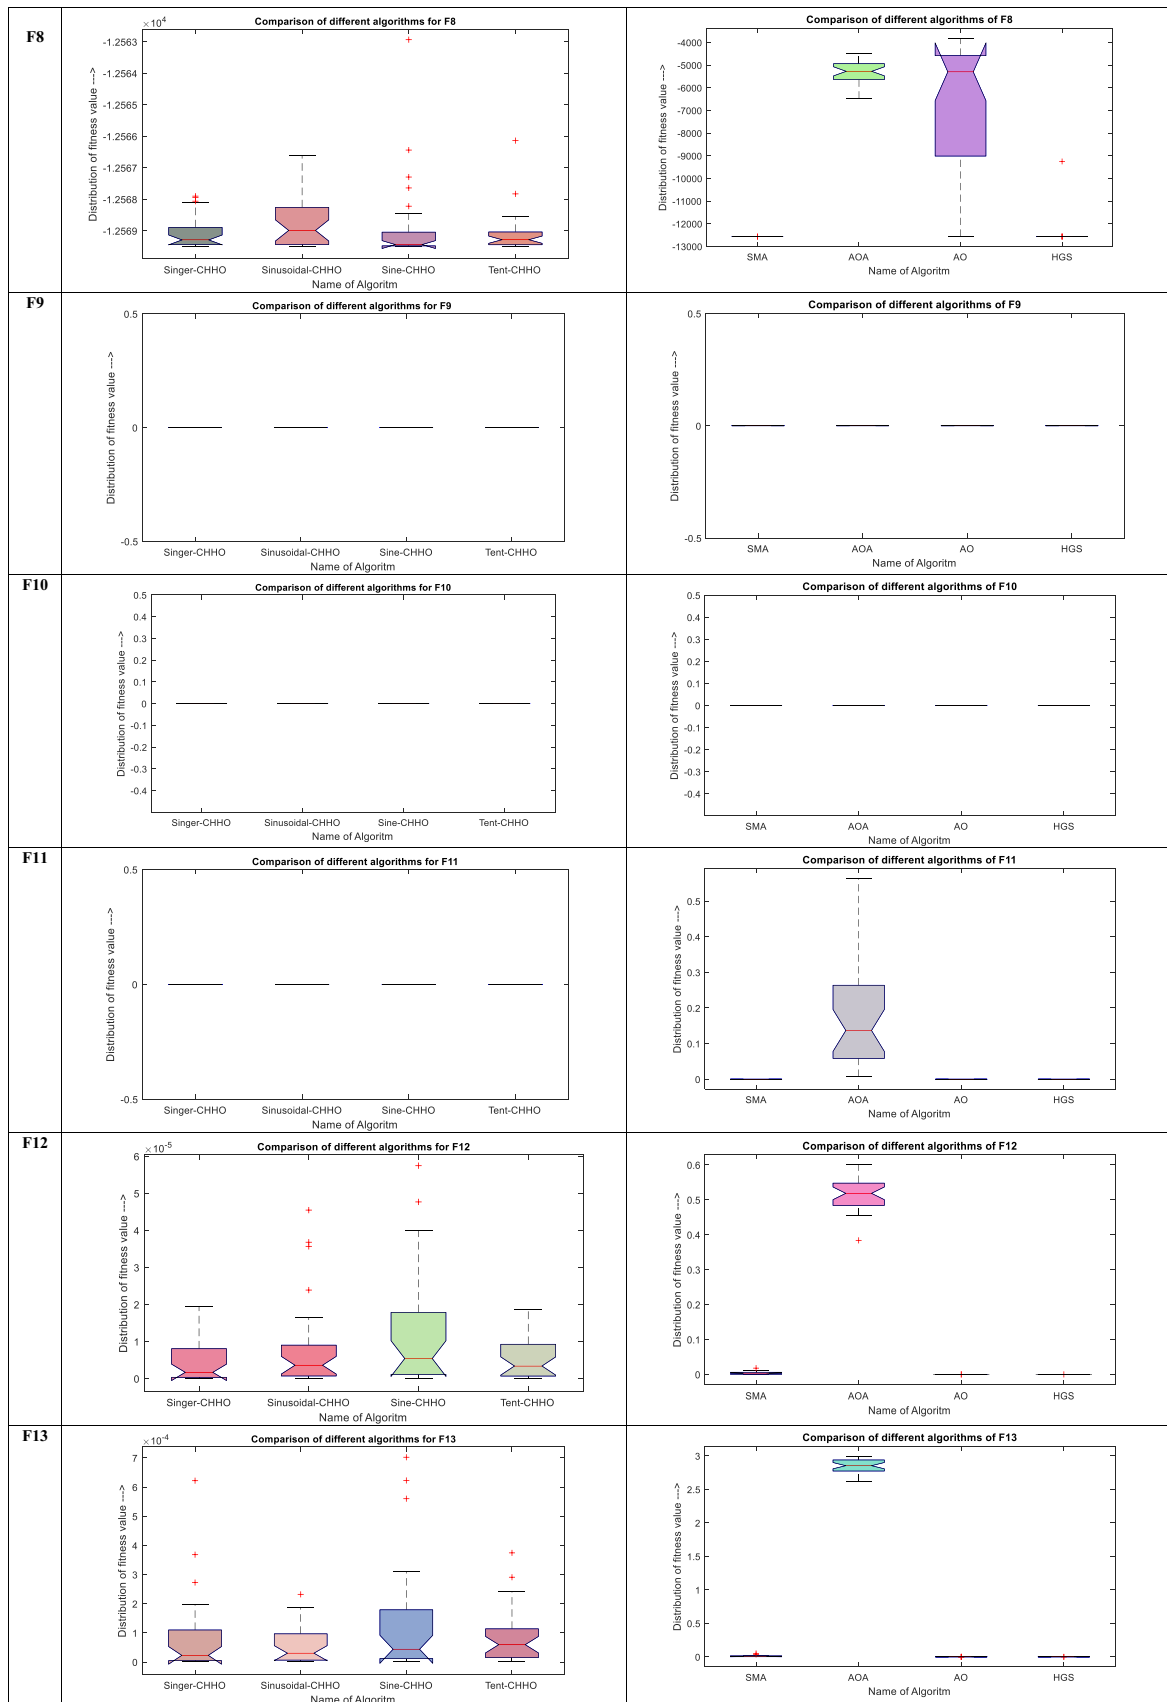 F8
Comparison of different algorithms for F8
×10⁴
-1.2563
-1.2564
-1.2565
-1.2566
-1.2567
-1.2568
-1.2569
Distribution of fitness value --->
Singer-CHHO Sinusoidal-CHHO Sine-CHHO Tent-CHHO
Name of Algoritm
Comparison of different algorithms of F8
-4000
-5000
-6000
-7000
-8000
-9000
-10000
-11000
-12000
-13000
Distribution of fitness value --->
SMA AOA AO HGS
Name of Algoritm
F9
Comparison of different algorithms for F9
0.5
0
-0.5
Distribution of fitness value --->
Singer-CHHO Sinusoidal-CHHO Sine-CHHO Tent-CHHO
Name of Algoritm
Comparison of different algorithms of F9
0.5
0
-0.5
Distribution of fitness value --->
SMA AOA AO HGS
Name of Algoritm
F10
Comparison of different algorithms for F10
0.5
0.4
0.3
0.2
0.1
0
-0.1
-0.2
-0.3
-0.4
Distribution of fitness value --->
Singer-CHHO Sinusoidal-CHHO Sine-CHHO Tent-CHHO
Name of Algoritm
Comparison of different algorithms of F10
0.5
0.4
0.3
0.2
0.1
0
-0.1
-0.2
-0.3
-0.4
Distribution of fitness value --->
SMA AOA AO HGS
Name of Algoritm
F11
Comparison of different algorithms for F11
0.5
0
-0.5
Distribution of fitness value --->
Singer-CHHO Sinusoidal-CHHO Sine-CHHO Tent-CHHO
Name of Algoritm
Comparison of different algorithms of F11
0.5
0.4
0.3
0.2
0.1
0
Distribution of fitness value --->
SMA AOA AO HGS
Name of Algoritm
F12
Comparison of different algorithms for F12
×10⁻⁵
6
5
4
3
2
1
0
Distribution of fitness value --->
Singer-CHHO Sinusoidal-CHHO Sine-CHHO Tent-CHHO
Name of Algoritm
Comparison of different algorithms of F12
0.6
0.5
0.4
0.3
0.2
0.1
0
Distribution of fitness value --->
SMA AOA AO HGS
Name of Algoritm
F13
Comparison of different algorithms for F13
×10⁻⁴
7
6
5
4
3
2
1
0
Distribution of fitness value --->
Singer-CHHO Sinusoidal-CHHO Sine-CHHO Tent-CHHO
Name of Algoritm
Comparison of different algorithms of F13
3
2.5
2
1.5
1
0.5
0
Distribution of fitness value --->
SMA AOA AO HGS
Name of Algoritm